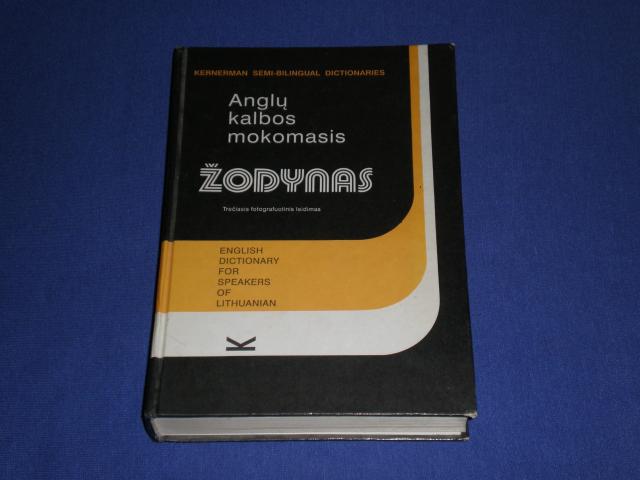 KERNERMAN SEMI-BILINGUAL DICTIONARIES
Anglų
kalbos
mokomasis
ŽODYNAS
Trečiasis fotografuotinis leidimas
ENGLISH
DICTIONARY
FOR
SPEAKERS
OF
LITHUANIAN
K